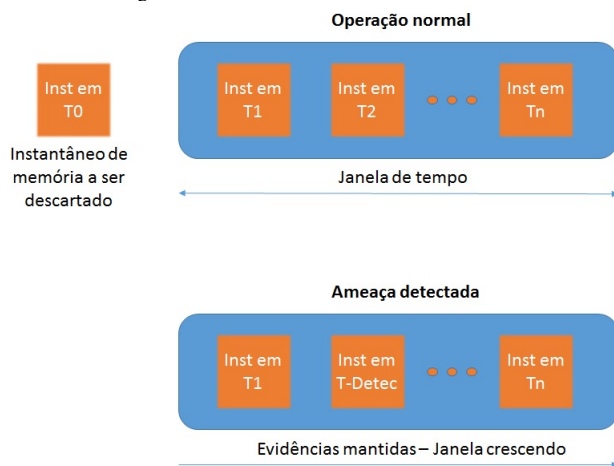 Operação normal
Inst em
T0
Inst em
T1
Inst em
T2
Inst em
Tn
Instantâneo de
memória a ser
descartado
Janela de tempo
Ameaça detectada
Inst em
T1
Inst em
T-Detec
Inst em
Tn
Evidências mantidas – Janela crescendo